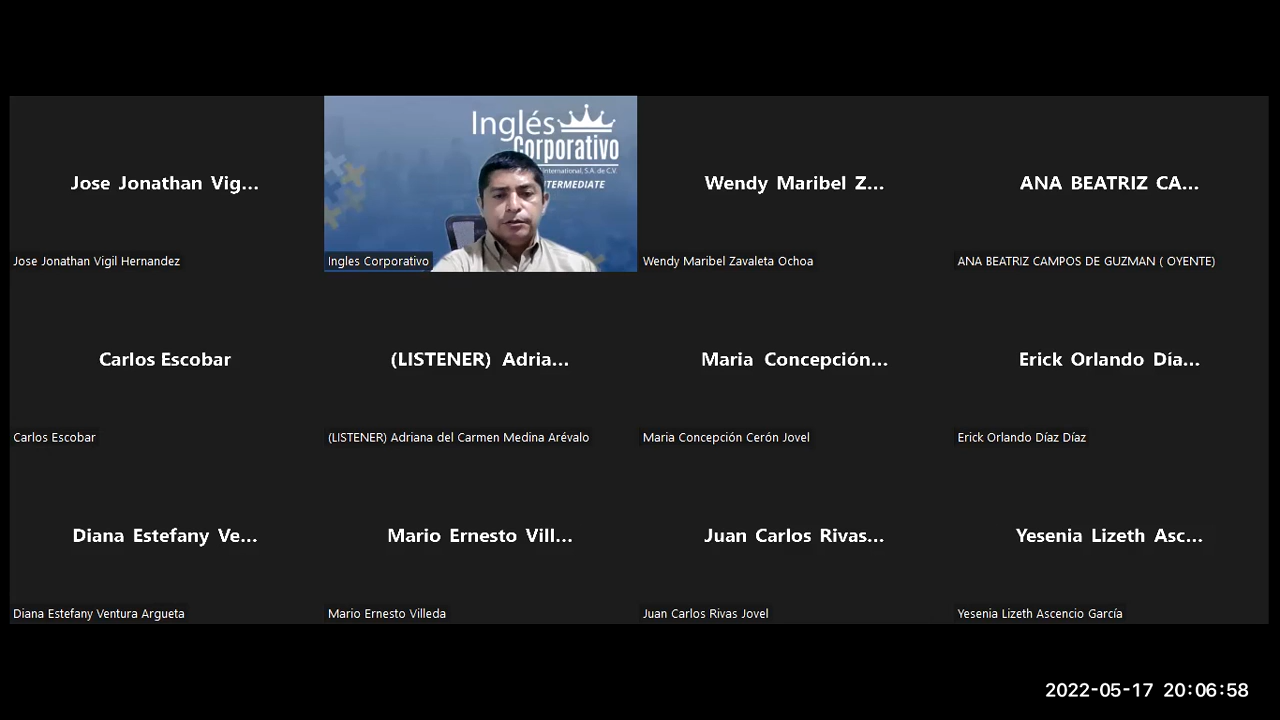 Jose Jonathan Vig...
Jose Jonathan Vigil Hernandez
Inglés
Corporativo
International, S.A. de C.V.
TERMEDIATE
Ingles Corporativo
Wendy Maribel Z...
Wendy Maribel Zavaleta Ochoa
ANA BEATRIZ CA...
ANA BEATRIZ CAMPOS DE GUZMAN ( OYENTE)
Carlos Escobar
Carlos Escobar
(LISTENER) Adria...
(LISTENER) Adriana del Carmen Medina Arévalo
Maria Concepción...
Maria Concepción Cerón Jovel
Erick Orlando Día...
Erick Orlando Díaz Díaz
Diana Estefany Ve...
Diana Estefany Ventura Argueta
Mario Ernesto Vill...
Mario Ernesto Villeda
Juan Carlos Rivas...
Juan Carlos Rivas Jovel
Yesenia Lizeth Asc...
Yesenia Lizeth Ascencio García
2022-05-17 20:06:58